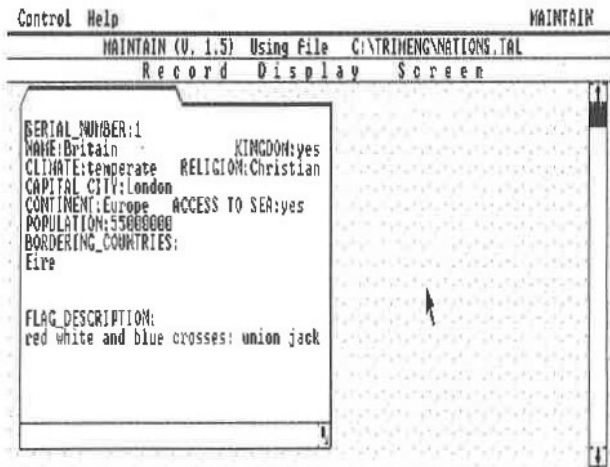 Control Help MAINTAIN
MAINTAIN (V. 1.5) Using File C:\TRIMENG\NATIONS.TAL
Record Display Screen
SERIAL_NUMBER:1
NAME:Britain KINGDOM:yes
CLIMATE:temperate RELIGION:Christian
CAPITAL CITY:London
CONTINENT:Europe ACCESS TO SEA:yes
POPULATION:55000000
BORDERING_COUNTRIES:
Eire
FLAG_DESCRIPTION:
red white and blue crosses: union jack